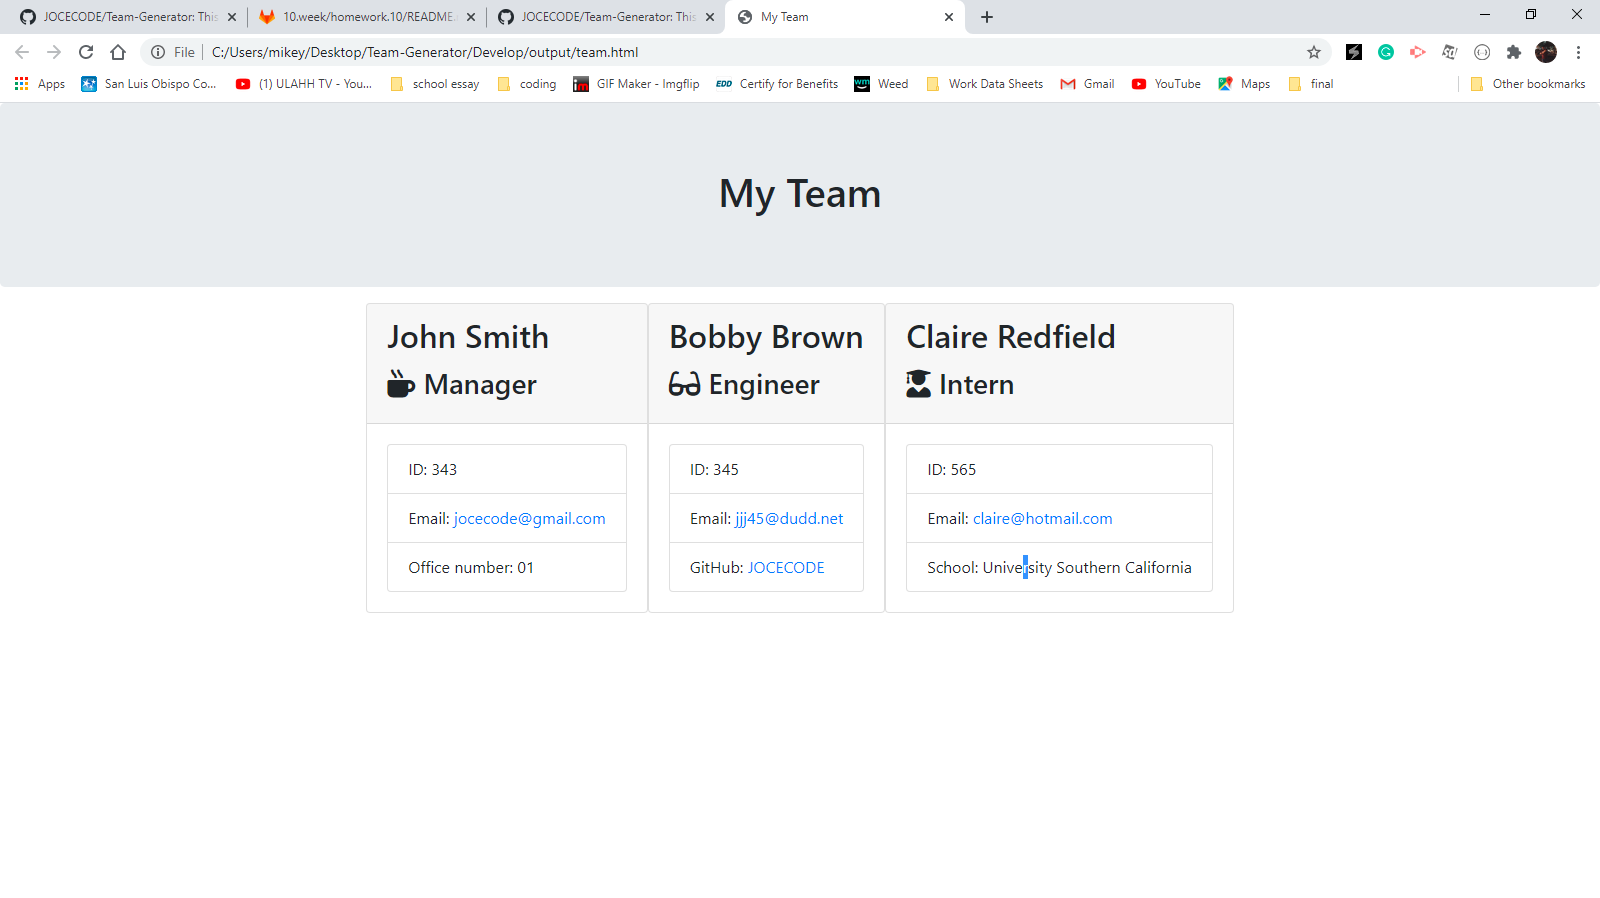 JOCECODE/Team-Generator: This
10.week/homework.10/README.
JOCECODE/Team-Generator: This
My Team
File
C:/Users/mikey/Desktop/Team-Generator/Develop/output/team.html
Apps
San Luis Obispo Co...
(1) ULAHH TV - You...
school essay
coding
im
GIF Maker - Imgflip
EDD
Certify for Benefits
wm
Weed
Work Data Sheets
Gmail
YouTube
Maps
final
Other bookmarks
My Team
John Smith
Manager
ID: 343
Email: jocecode@gmail.com
Office number: 01
Bobby Brown
Engineer
ID: 345
Email: jjj45@dudd.net
GitHub: JOCECODE
Claire Redfield
Intern
ID: 565
Email: claire@hotmail.com
School: University Southern California